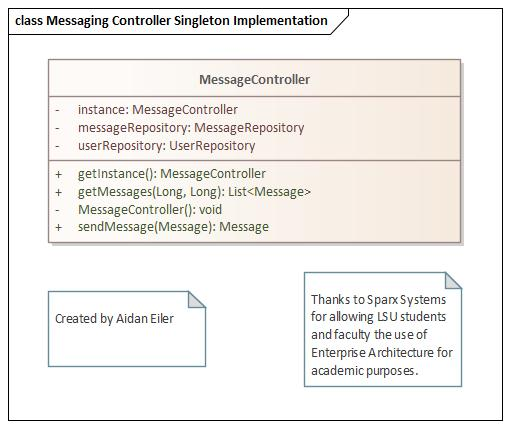 class Messaging Controller Singleton Implementation
MessageController
- instance: MessageController
- messageRepository: MessageRepository
- userRepository: UserRepository
+ getInstance(): MessageController
+ getMessages(Long, Long): List<Message>
- MessageController(): void
+ sendMessage(Message): Message
Created by Aidan Eiler
Thanks to Sparx Systems
for allowing LSU students
and faculty the use of
Enterprise Architecture for
academic purposes.